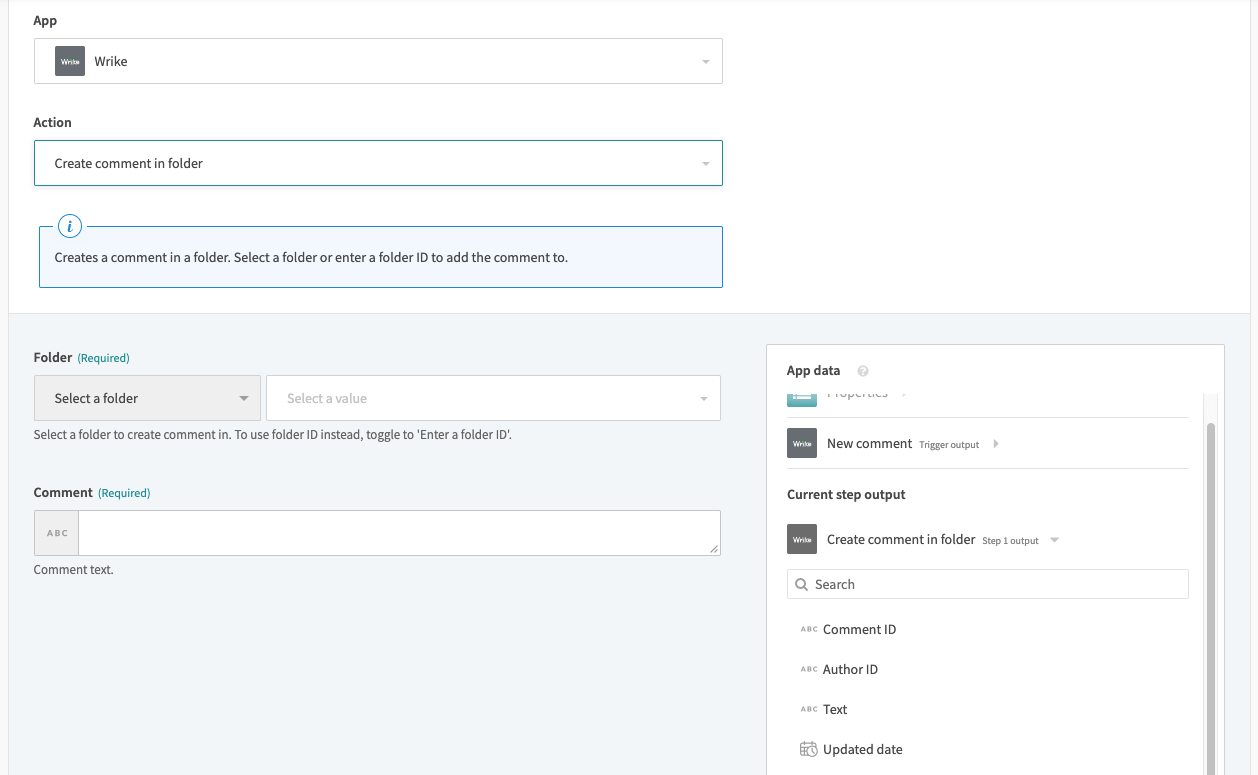 App
Wrike
Wrike
Action
Create comment in folder
i
Creates a comment in a folder. Select a folder or enter a folder ID to add the comment to.
Folder (Required)
Select a folder
Select a value
Select a folder to create comment in. To use folder ID instead, toggle to 'Enter a folder ID'.
Comment (Required)
ABC
Comment text.
App data ?
Properties
Wrike New comment Trigger output
Current step output
Wrike Create comment in folder Step 1 output
Search
ABC Comment ID
ABC Author ID
ABC Text
Updated date